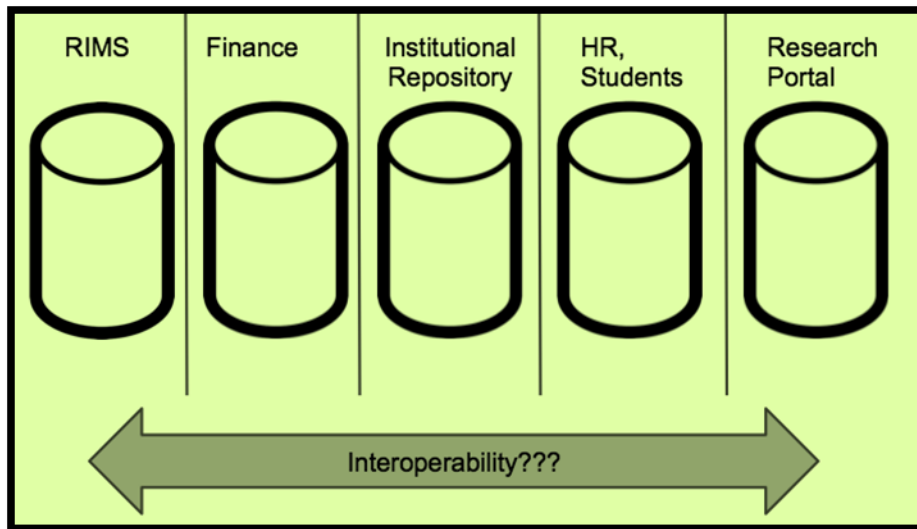 RIMS
Finance
Institutional
Repository
HR,
Students
Research
Portal
Interoperability???